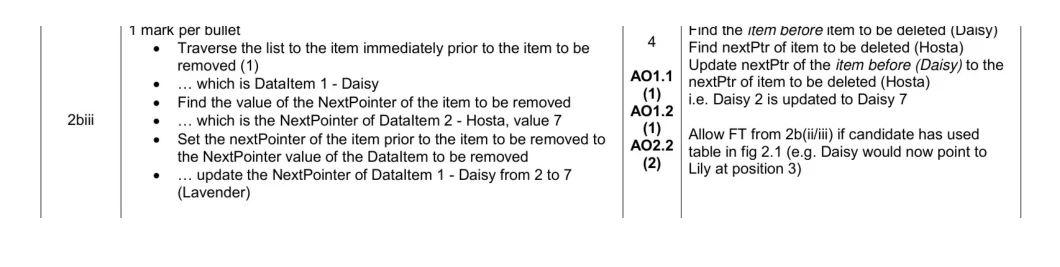 1 mark per bullet
• Traverse the list to the item immediately prior to the item to be
removed (1)
• … which is DataItem 1 - Daisy
• Find the value of the NextPointer of the item to be removed
• … which is the NextPointer of DataItem 2 - Hosta, value 7
• Set the nextPointer of the item prior to the item to be removed to
the NextPointer value of the DataItem to be removed
• … update the NextPointer of DataItem 1 - Daisy from 2 to 7
(Lavender)
2biii
4
AO1.1
(1)
AO1.2
(1)
AO2.2
(2)
Find the item before item to be deleted (Daisy)
Find nextPtr of item to be deleted (Hosta)
Update nextPtr of the item before (Daisy) to the
nextPtr of item to be deleted (Hosta)
i.e. Daisy 2 is updated to Daisy 7
Allow FT from 2b(ii/iii) if candidate has used
table in fig 2.1 (e.g. Daisy would now point to
Lily at position 3)